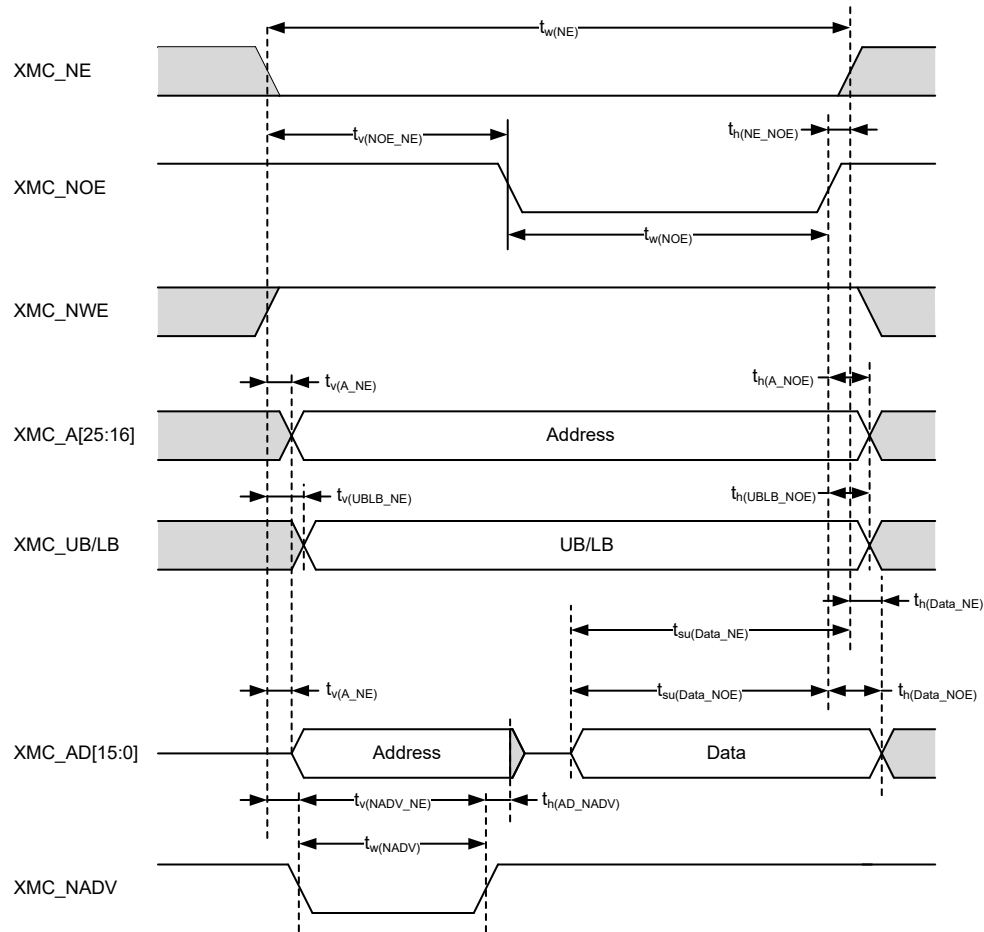 t_w(NE)
XMC_NE
t_v(NOE_NE)
t_h(NE_NOE)
XMC_NOE
t_w(NOE)
XMC_NWE
t_v(A_NE)
t_h(A_NOE)
XMC_A[25:16]
Address
t_v(UBLB_NE)
t_h(UBLB_NOE)
XMC_UB/LB
UB/LB
t_h(Data_NE)
t_su(Data_NE)
t_v(A_NE)
t_su(Data_NOE)
t_h(Data_NOE)
XMC_AD[15:0]
Address
Data
t_v(NADV_NE)
t_h(AD_NADV)
t_w(NADV)
XMC_NADV